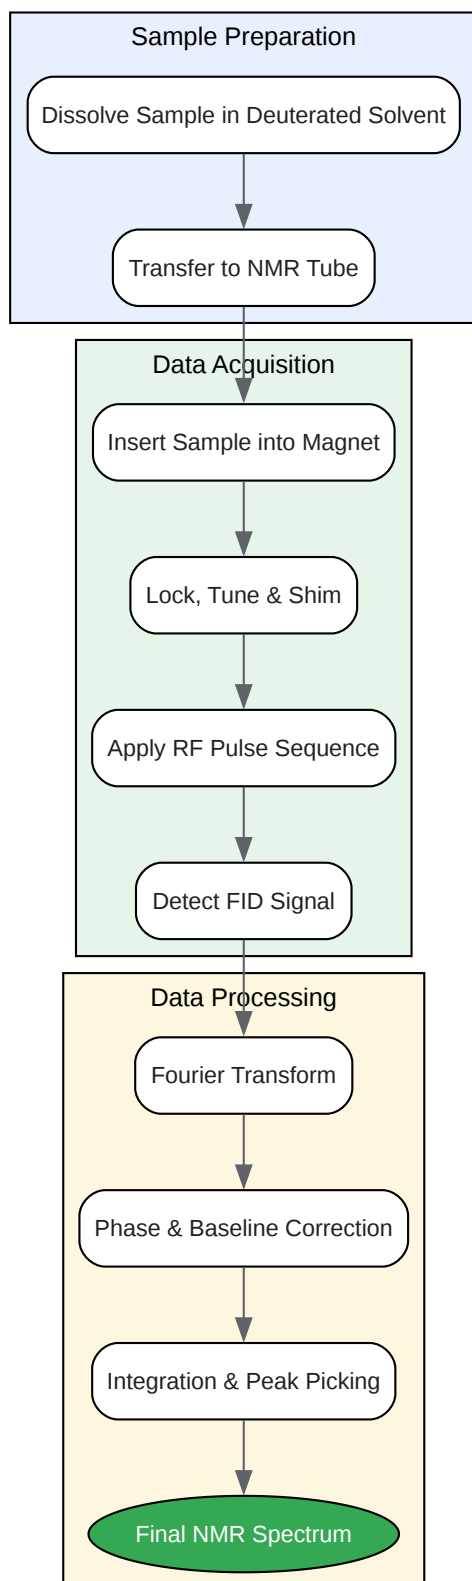 Sample Preparation
Dissolve Sample in Deuterated Solvent
Transfer to NMR Tube
Data Acquisition
Insert Sample into Magnet
Lock, Tune & Shim
Apply RF Pulse Sequence
Detect FID Signal
Data Processing
Fourier Transform
Phase & Baseline Correction
Integration & Peak Picking
Final NMR Spectrum